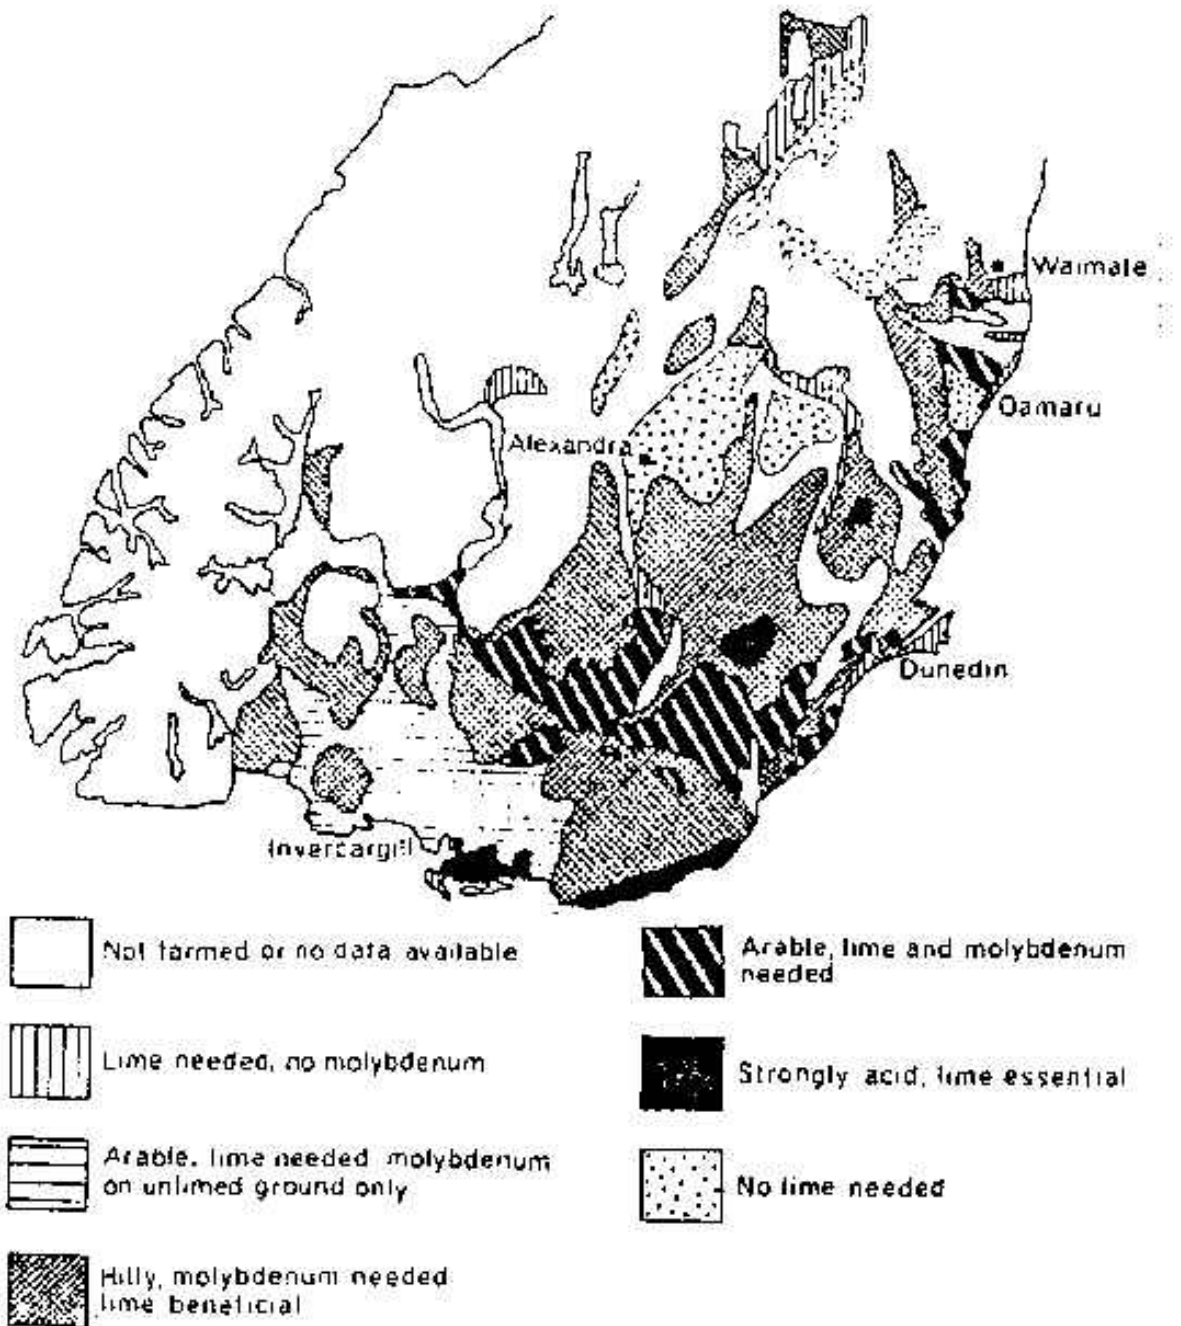 Waimate
Oamaru
Alexandra
Dunedin
Invercargill
Not farmed or no data available
Lime needed, no molybdenum
Arable, lime needed molybdenum
on unlimed ground only
Hilly, molybdenum needed
lime beneficial
Arable, lime and molybdenum
needed
Strongly acid, lime essential
No lime needed